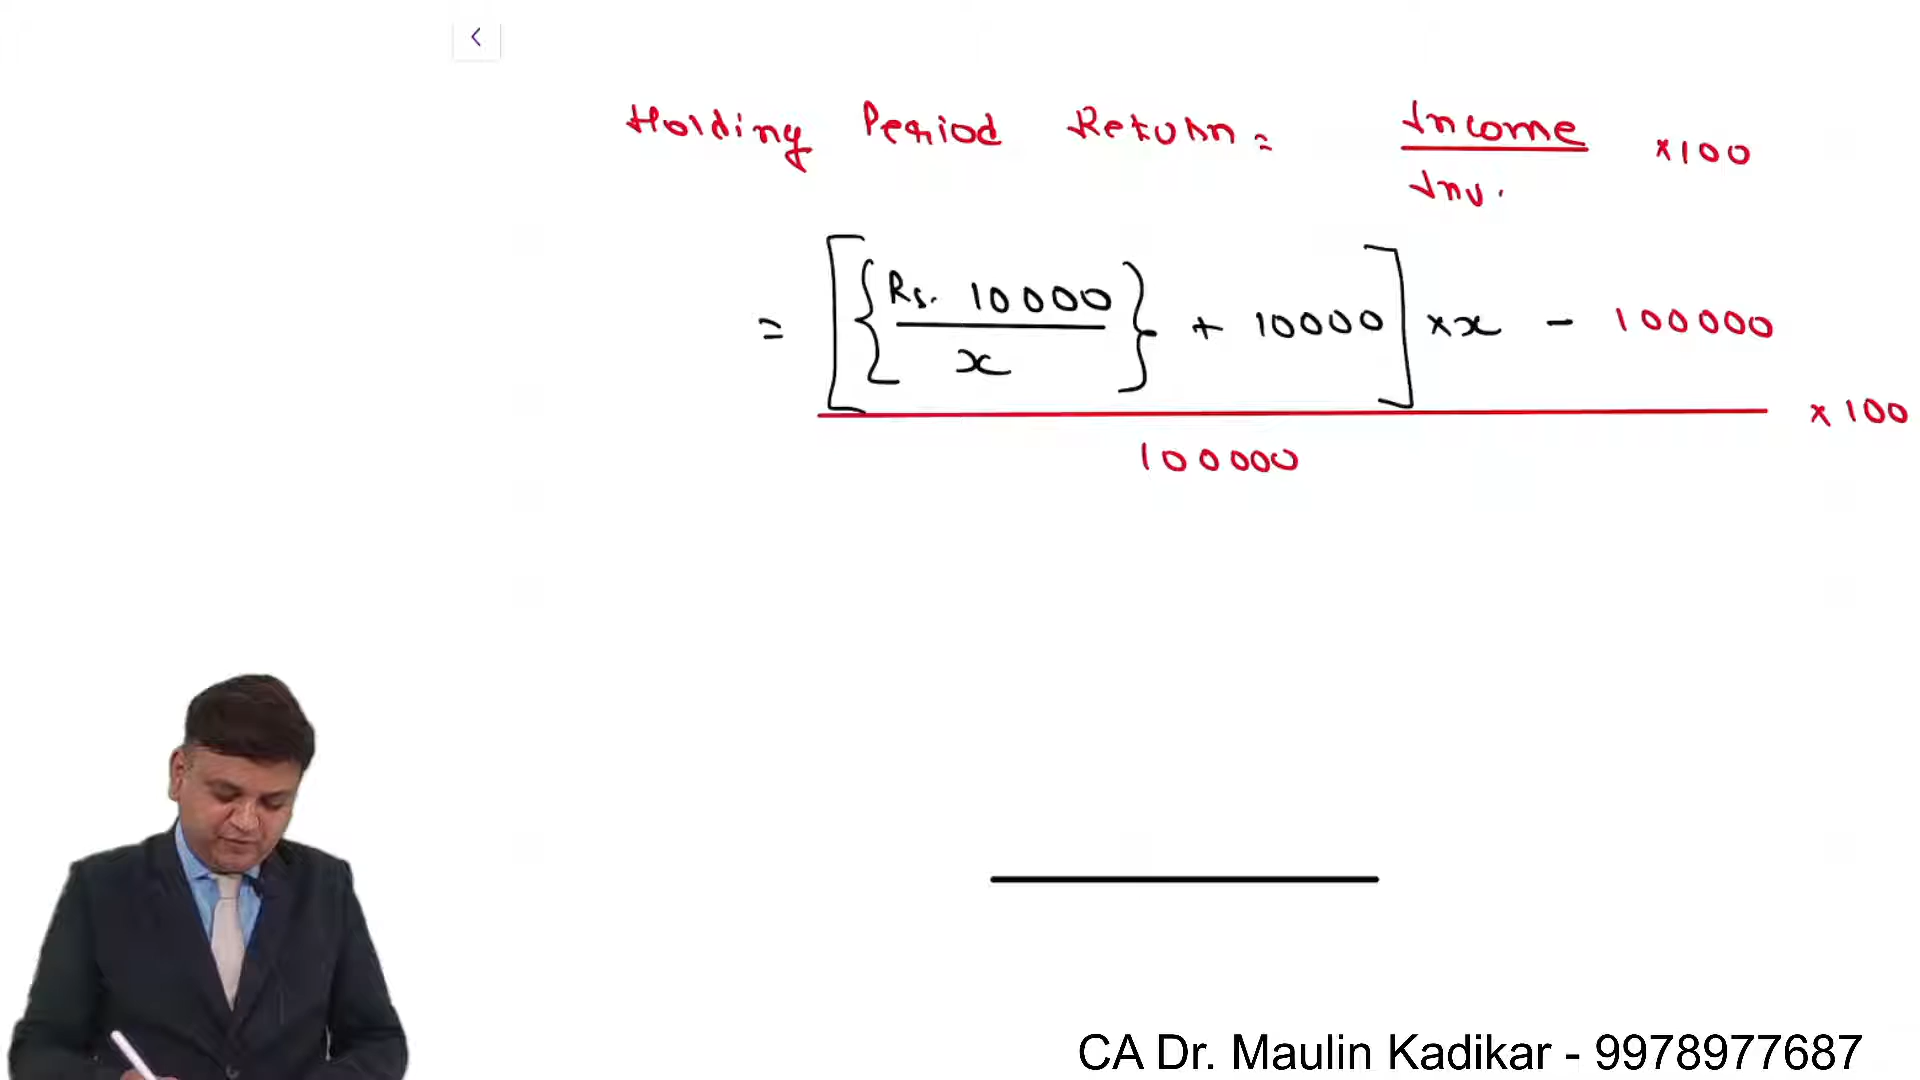 Holding Period Return = Income / Inv. × 100
= [{Rs. 10000 / x} + 10000] × x - 100000 / 100000 × 100
CA Dr. Maulin Kadikar - 9978977687